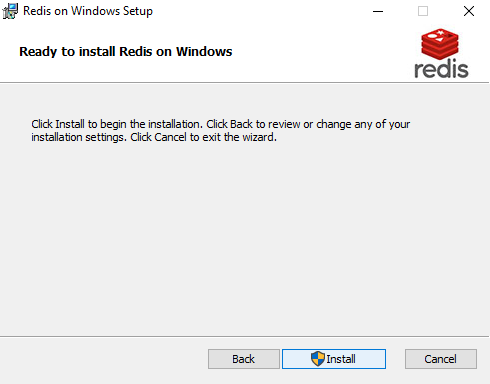 Redis on Windows Setup
Ready to install Redis on Windows
redis
Click Install to begin the installation. Click Back to review or change any of your
installation settings. Click Cancel to exit the wizard.
Back
Install
Cancel